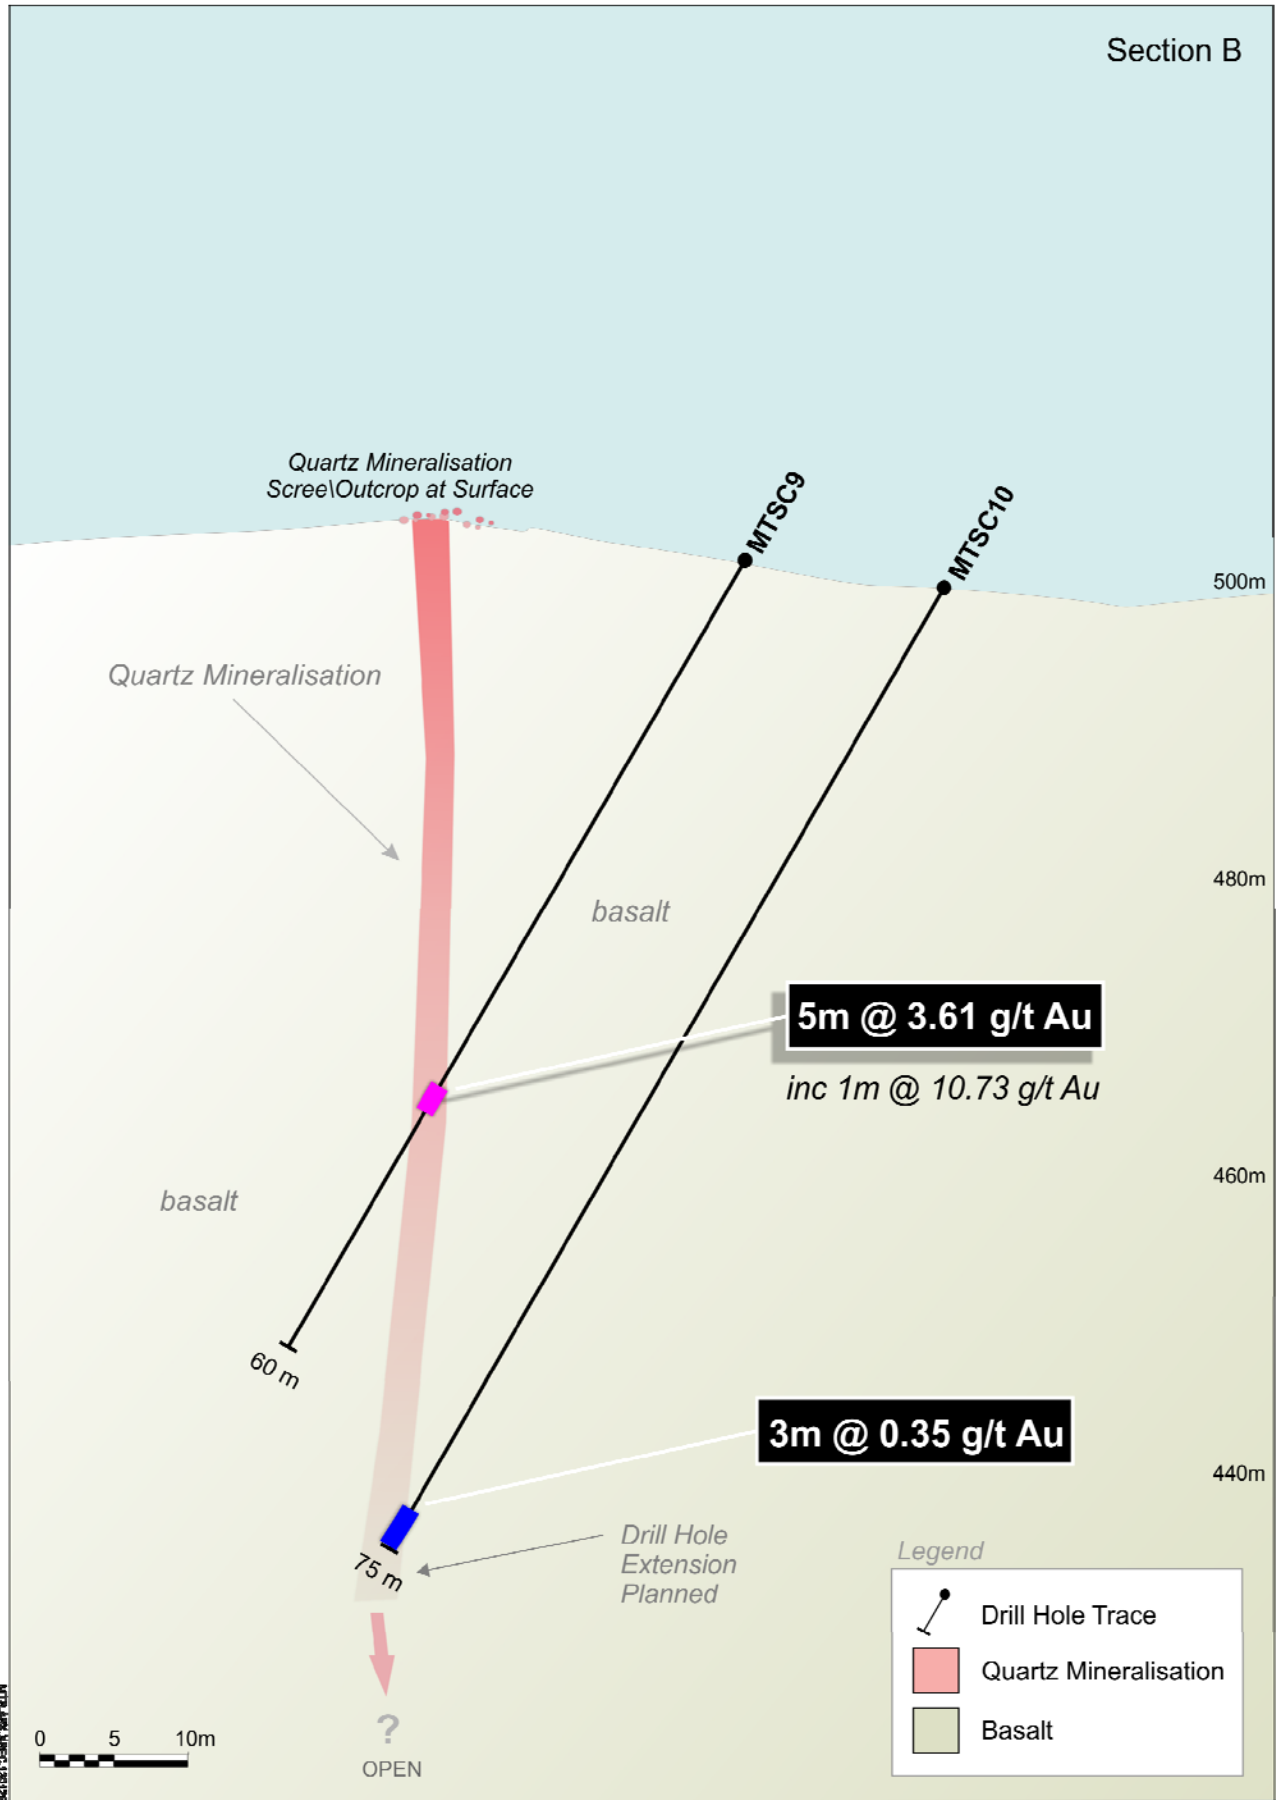 Section B
Quartz Mineralisation
Scree\Outcrop at Surface
MTSC9
MTSC10
500m
Quartz Mineralisation
480m
basalt
5m @ 3.61 g/t Au
inc 1m @ 10.73 g/t Au
460m
basalt
60 m
3m @ 0.35 g/t Au
440m
Drill Hole
Extension
Planned
75 m
Legend
Drill Hole Trace
Quartz Mineralisation
Basalt
0 5 10m
?
OPEN